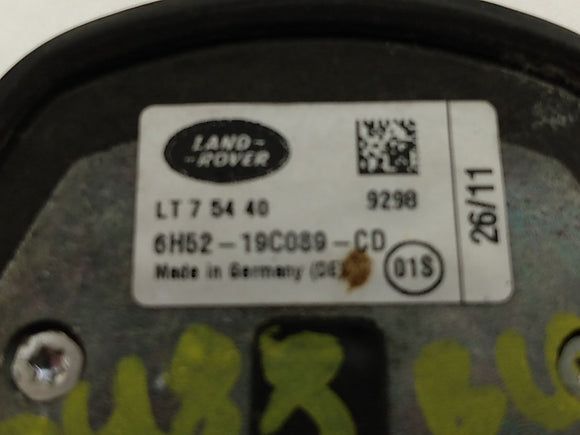 LAND-
-ROVER
LT 7 54 40
9298
6H52-19C089-CD
Made in Germany (DE)
01S
26/11